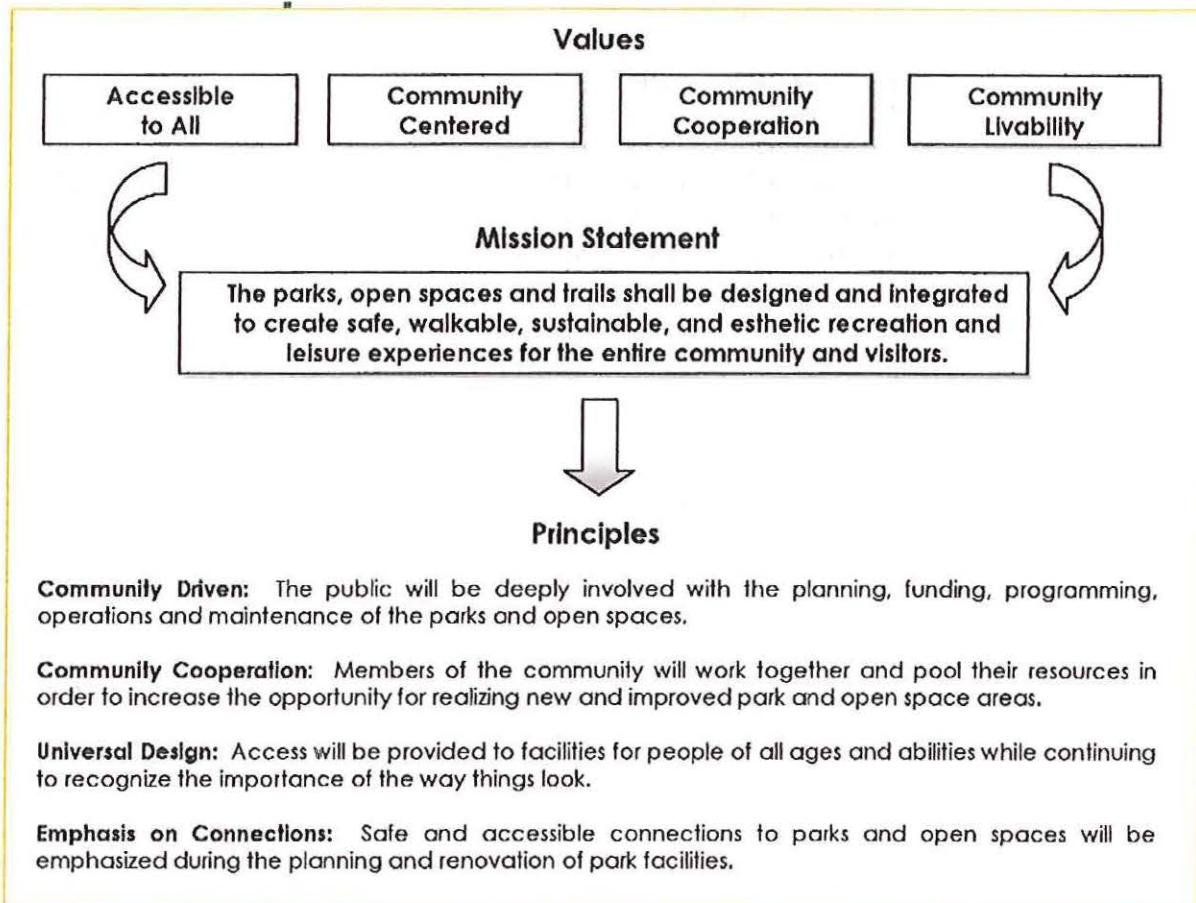 Values
Accessible
to All
Community
Centered
Community
Cooperation
Community
Livability
Mission Statement
The parks, open spaces and trails shall be designed and integrated
to create safe, walkable, sustainable, and esthetic recreation and
leisure experiences for the entire community and visitors.
Principles
Community Driven: The public will be deeply involved with the planning, funding, programming,
operations and maintenance of the parks and open spaces.
Community Cooperation: Members of the community will work together and pool their resources in
order to increase the opportunity for realizing new and improved park and open space areas.
Universal Design: Access will be provided to facilities for people of all ages and abilities while continuing
to recognize the importance of the way things look.
Emphasis on Connections: Safe and accessible connections to parks and open spaces will be
emphasized during the planning and renovation of park facilities.